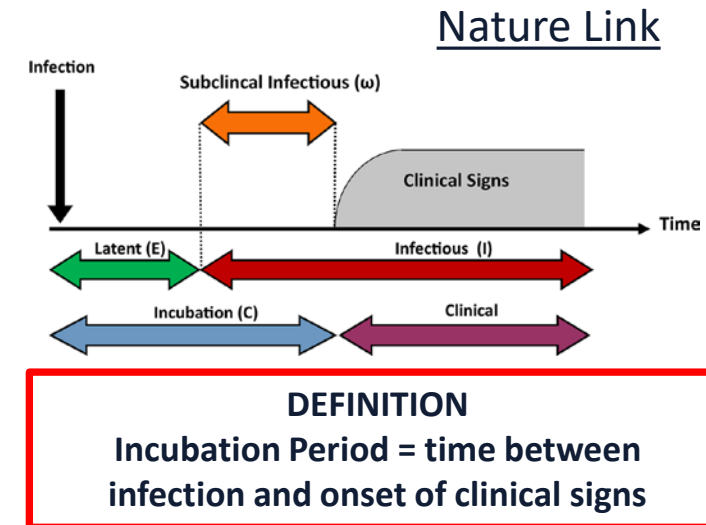 Nature Link
Infection
Subclincal Infectious (ω)
Clinical Signs
Time
Latent (E)
Infectious (I)
Incubation (C)
Clinical
DEFINITION
Incubation Period = time between
infection and onset of clinical signs